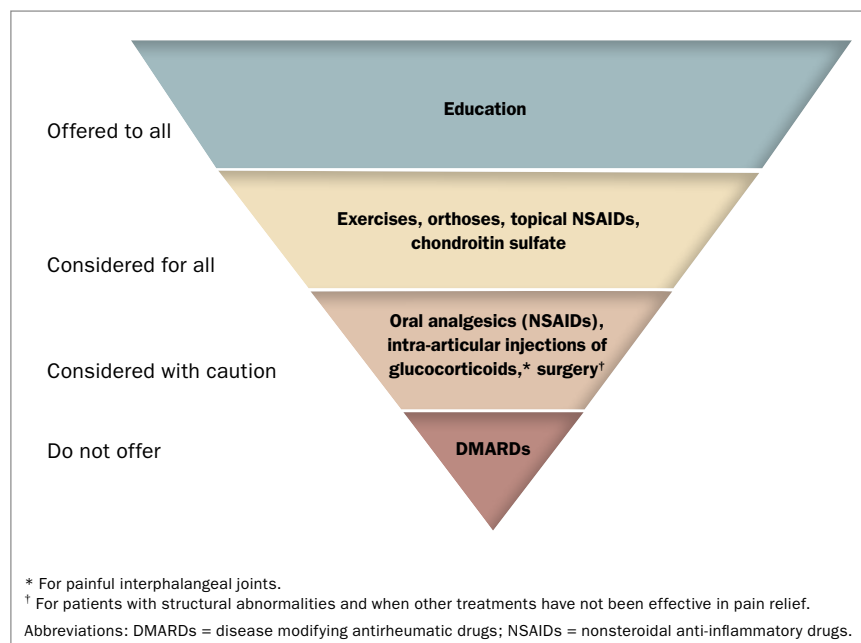 Offered to all
Education
Considered for all
Exercises, orthoses, topical NSAIDs,
chondroitin sulfate
Considered with caution
Oral analgesics (NSAIDs),
intra-articular injections of
glucocorticoids,* surgery†
Do not offer
DMARDs
* For painful interphalangeal joints.
† For patients with structural abnormalities and when other treatments have not been effective in pain relief.
Abbreviations: DMARDs = disease modifying antirheumatic drugs; NSAIDs = nonsteroidal anti-inflammatory drugs.